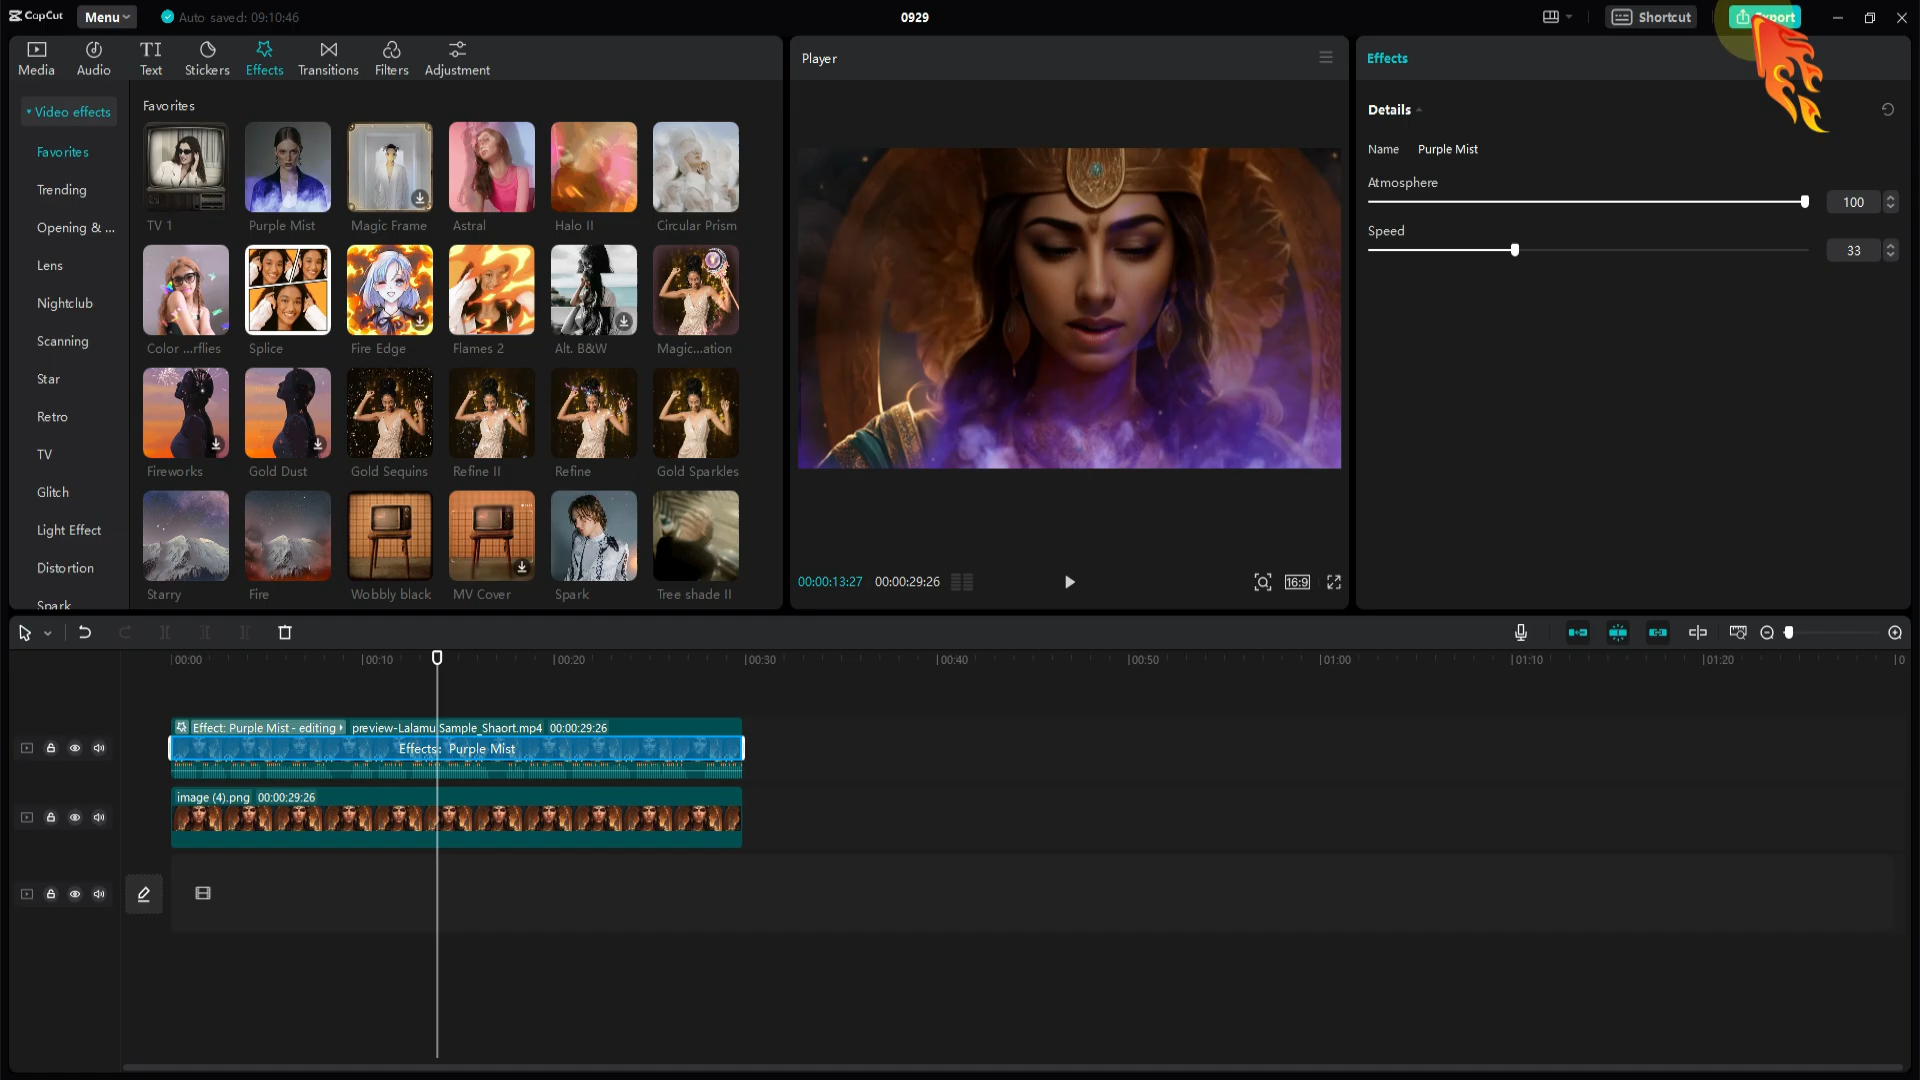 CapCut
Menu
Auto saved: 09:10:46
0929
Shortcut
Export
Media
Audio
TI
Text
Stickers
Effects
Transitions
Filters
Adjustment
Player
Effects
Video effects
Favorites
Trending
Opening & ...
Lens
Nightclub
Scanning
Star
Retro
TV
Glitch
Light Effect
Distortion
Spark
Favorites
TV 1
Purple Mist
Magic Frame
Astral
Halo II
Circular Prism
Color ...rflies
Splice
Fire Edge
Flames 2
Alt. B&W
Magic...ation
Fireworks
Gold Dust
Gold Sequins
Refine II
Refine
Gold Sparkles
Starry
Fire
Wobbly black
MV Cover
Spark
Tree shade II
00:00:13:27
00:00:29:26
16:9
Details
Name Purple Mist
Atmosphere
100
Speed
33
00:00
00:10
00:20
00:30
00:40
00:50
01:00
01:10
01:20
0
Effect: Purple Mist - editing preview-Lalamu Sample_Shaort.mp4 00:00:29:26
Effects: Purple Mist
image (4).png 00:00:29:26